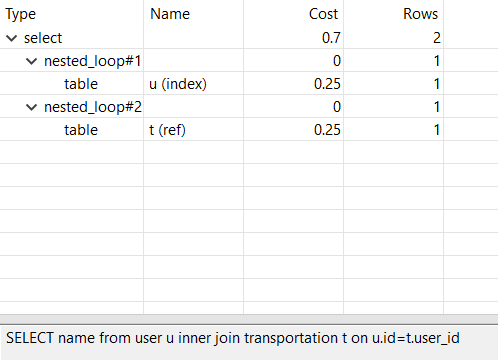 Type Name Cost Rows
select 0.7 2
nested_loop#1 0 1
table u (index) 0.25 1
nested_loop#2 0 1
table t (ref) 0.25 1
SELECT name from user u inner join transportation t on u.id=t.user_id